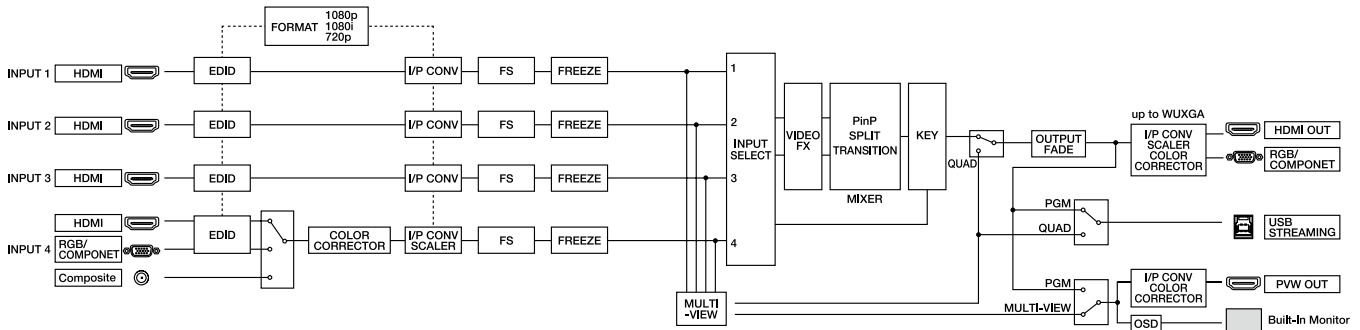 FORMAT
1080p
1080i
720p
INPUT 1 HDMI EDID I/P CONV FS FREEZE
INPUT 2 HDMI EDID I/P CONV FS FREEZE
INPUT 3 HDMI EDID I/P CONV FS FREEZE
INPUT 4
HDMI
RGB/
COMPONET
Composite
EDID
COLOR
CORRECTOR
I/P CONV
SCALER
FS
FREEZE
MULTI
-VIEW
1
2
3
4
INPUT
SELECT
VIDEO
FX
PinP
SPLIT
TRANSITION
MIXER
KEY
QUAD
OUTPUT
FADE
up to WUXGA
I/P CONV
SCALER
COLOR
CORRECTOR
HDMI OUT
RGB/
COMPONET
PGM
QUAD
USB
STREAMING
PGM
MULTI-VIEW
I/P CONV
COLOR
CORRECTOR
PVW OUT
OSD
Built-In Monitor